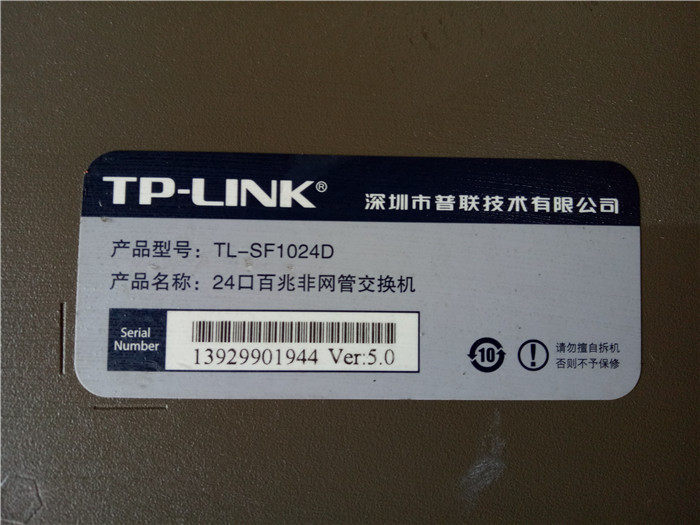 TP-LINK®
深圳市普联技术有限公司
产品型号：TL-SF1024D
产品名称：24口百兆非网管交换机
Serial
Number
13929901944 Ver:5.0
10
请勿擅自拆机
否则不予保修